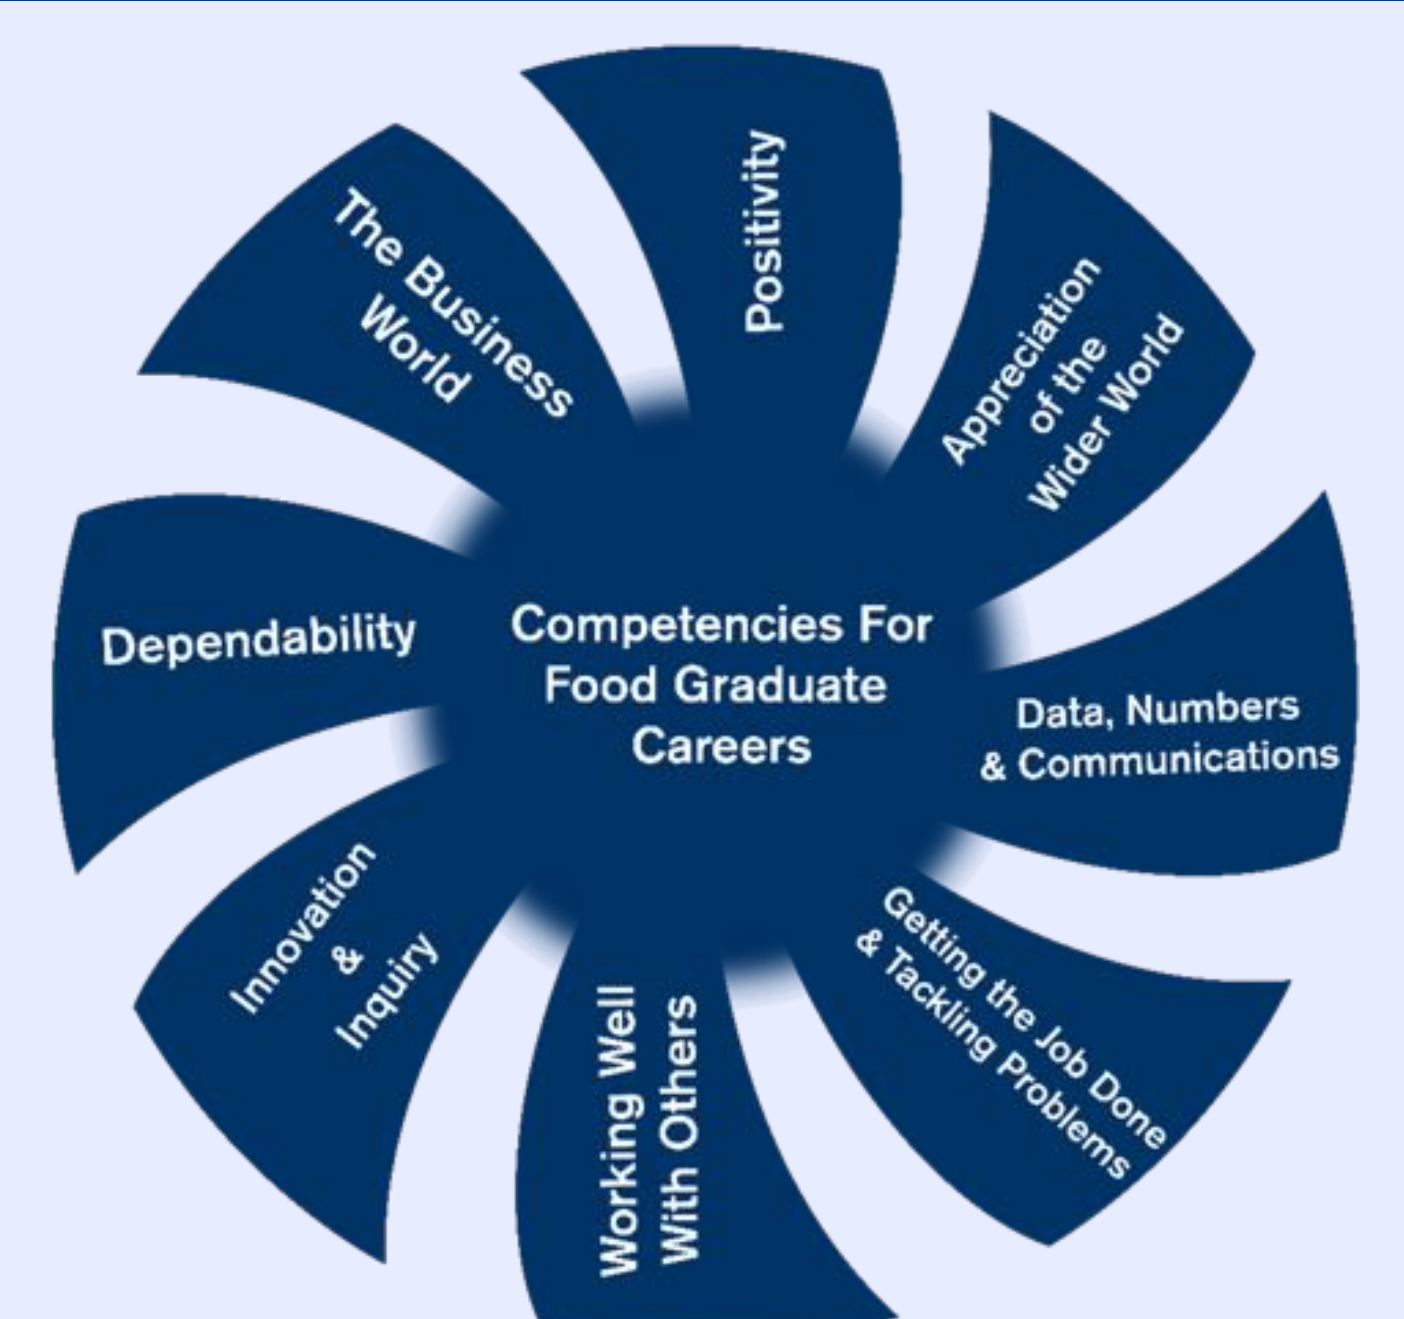 Competencies For
Food Graduate
Careers
Positivity
Appreciation
of the
Wider World
Data, Numbers
& Communications
Getting the Job Done
& Tackling Problems
Working Well
With Others
Innovation
&
Inquiry
Dependability
The Business
World